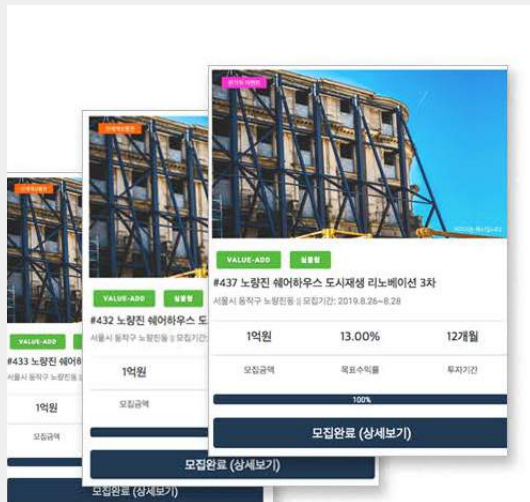 VALUE-ADD
#437 노량진 쉐어하우스 도시재생 리노베이션 3차
서울시 동작구 노량진동 || 모집기간: 2019.8.26~8.28
1억원 13.00% 12개월
모집금액 목표수익률 투자기간
100%
모집완료 (상세보기)
VALUE-ADD
#432 노량진 쉐어하우스 도
서울시 동작구 노량진동 || 모집기간:
1억원
모집금액
모집완료 (상세보기)
VALUE-ADD
#433 노량진 쉐어
서울시 동작구 노량진동
1억원
모집금액
모집완료 (상세보기)